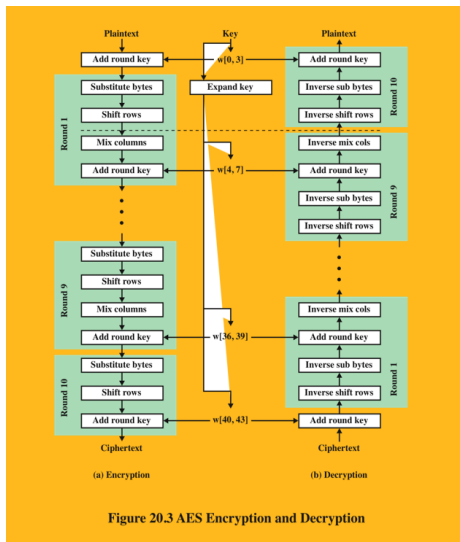 Plaintext
Key
Plaintext
Add round key
w[0, 3]
Add round key
Round 1
Substitute bytes
Expand key
Inverse sub bytes
Round 10
Shift rows
Inverse shift rows
Mix columns
Inverse mix cols
Add round key
w[4, 7]
Add round key
Round 9
Inverse sub bytes
Inverse shift rows
Round 9
Substitute bytes
Shift rows
Mix columns
Inverse mix cols
Add round key
w[36, 39]
Add round key
Round 1
Round 10
Substitute bytes
Inverse sub bytes
Shift rows
Inverse shift rows
Add round key
w[40, 43]
Add round key
Ciphertext
Ciphertext
(a) Encryption
(b) Decryption
Figure 20.3 AES Encryption and Decryption